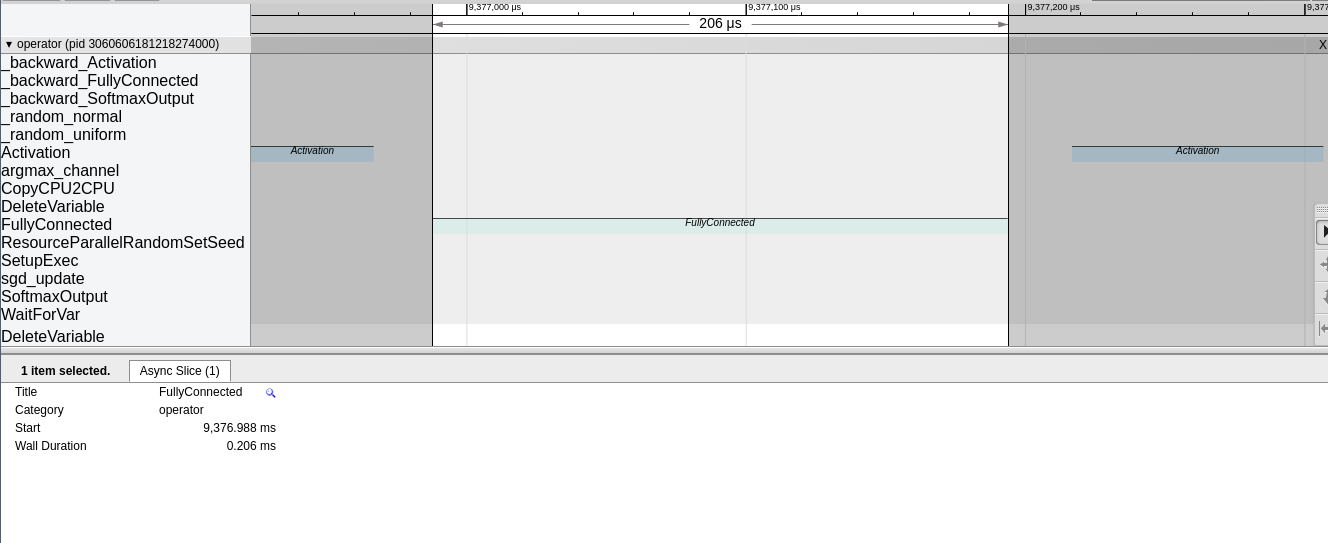 9,377,000 μs 9,377,100 μs 9,377,200 μs 9,377
206 μs
▼ operator (pid 3060606181218274000) X
_backward_Activation
_backward_FullyConnected
_backward_SoftmaxOutput
_random_normal
_random_uniform
Activation Activation Activation
argmax_channel
CopyCPU2CPU
DeleteVariable
FullyConnected FullyConnected
ResourceParallelRandomSetSeed
SetupExec
sgd_update
SoftmaxOutput
WaitForVar
DeleteVariable
1 item selected. Async Slice (1)
Title FullyConnected
Category operator
Start 9,376.988 ms
Wall Duration 0.206 ms